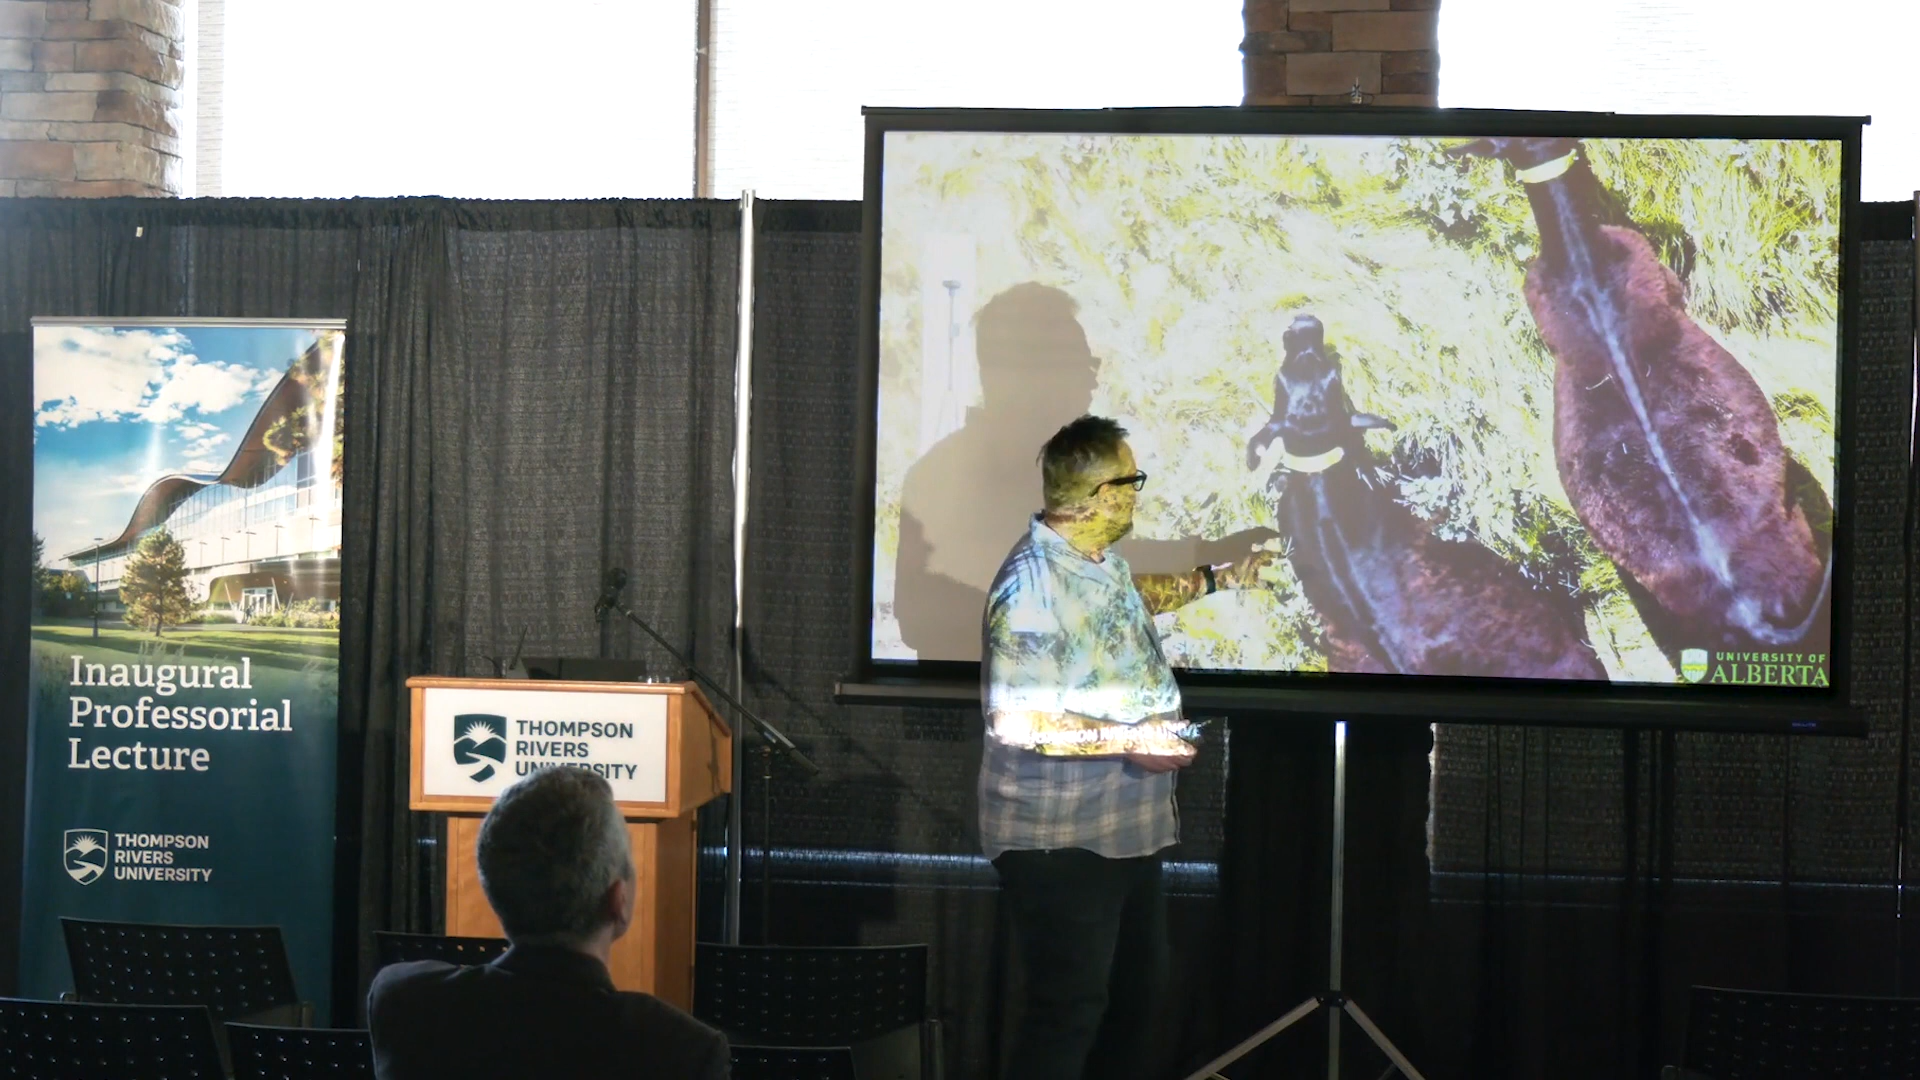 Inaugural
Professorial
Lecture
THOMPSON
RIVERS
UNIVERSITY
THOMPSON
RIVERS
UNIVERSITY
UNIVERSITY OF
ALBERTA